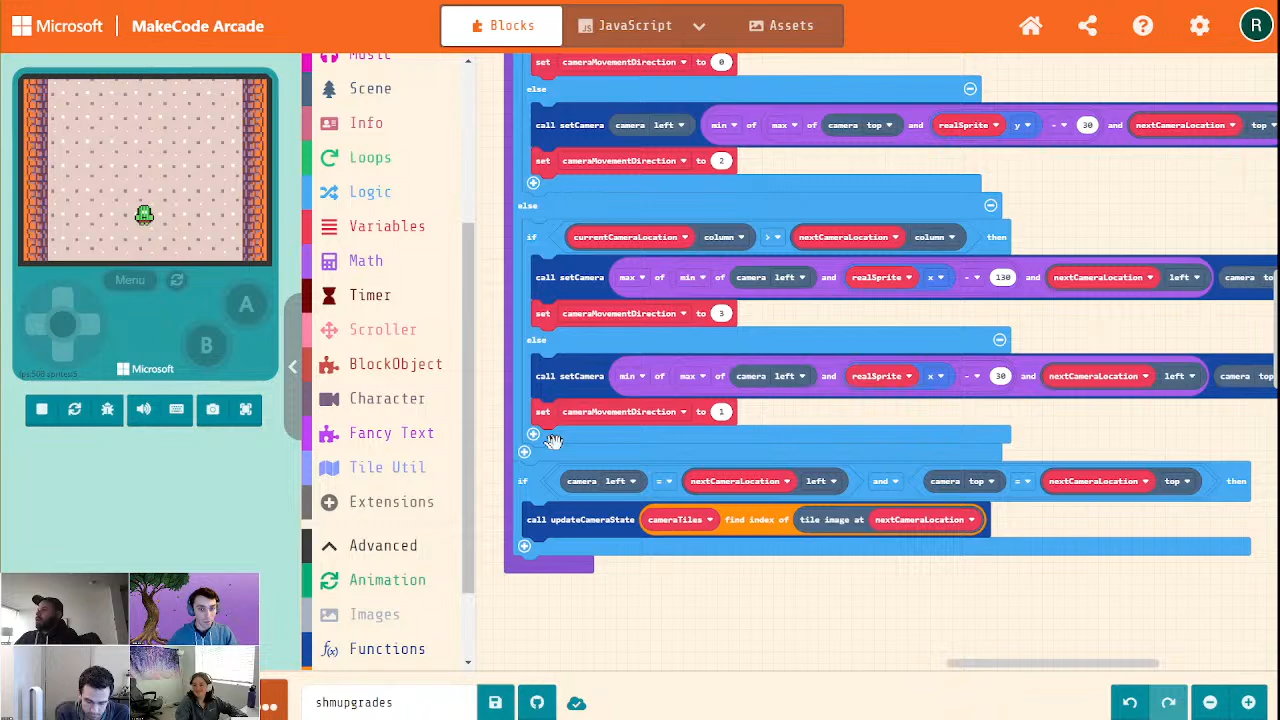 Microsoft
MakeCode Arcade
Blocks
JavaScript
Assets
R
Menu
A
B
Microsoft
Scene
Info
Loops
Logic
Variables
Math
Timer
Scroller
BlockObject
Character
Fancy Text
Tile Util
Extensions
Advanced
Animation
Images
Functions
set cameraMovementDirection to 0
else
call setCamera camera left min of max of camera top and realSprite y - 30 and nextCameraLocation top
set cameraMovementDirection to 2
else
if currentCameraLocation column > nextCameraLocation column then
call setCamera max of min of camera left and realSprite x - 130 and nextCameraLocation left camera to
set cameraMovementDirection to 3
else
call setCamera min of max of camera left and realSprite x - 30 and nextCameraLocation left camera top
set cameraMovementDirection to 1
if camera left = nextCameraLocation left and camera top = nextCameraLocation top then
call updateCameraState cameraTiles find index of tile image at nextCameraLocation
shmupgrades